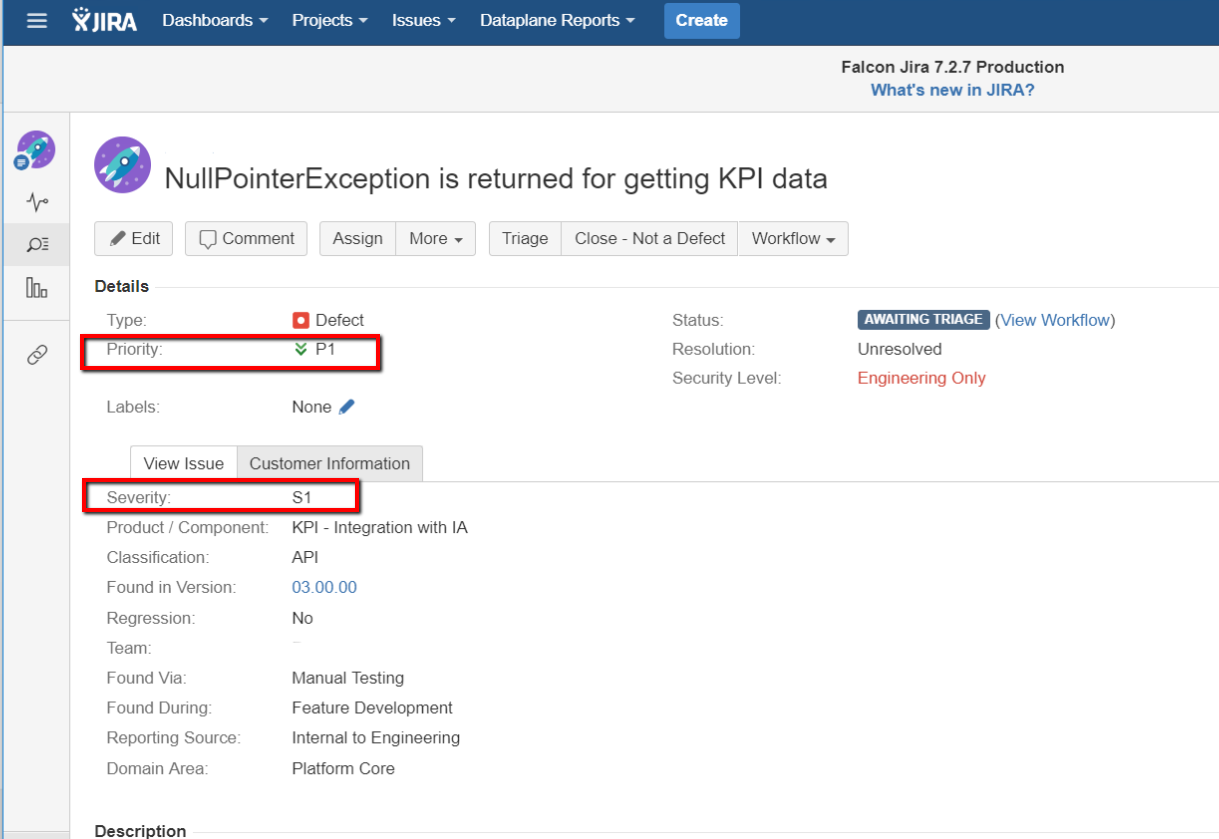 JIRA Dashboards Projects Issues Dataplane Reports Create
Falcon Jira 7.2.7 Production
What's new in JIRA?
NullPointerException is returned for getting KPI data
Edit Comment Assign More Triage Close - Not a Defect Workflow
Details
Type: Defect Status: AWAITING TRIAGE (View Workflow)
Priority: P1 Resolution: Unresolved
Security Level: Engineering Only
Labels: None
View Issue Customer Information
Severity: S1
Product / Component: KPI - Integration with IA
Classification: API
Found in Version: 03.00.00
Regression: No
Team:
Found Via: Manual Testing
Found During: Feature Development
Reporting Source: Internal to Engineering
Domain Area: Platform Core
Description